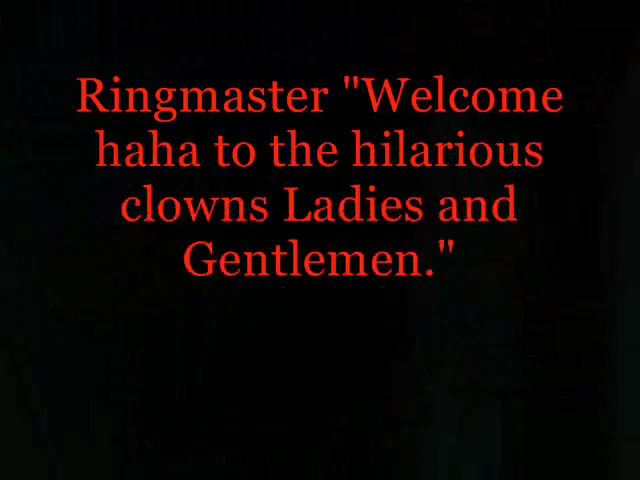 Ringmaster "Welcome
haha to the hilarious
clowns Ladies and
Gentlemen."